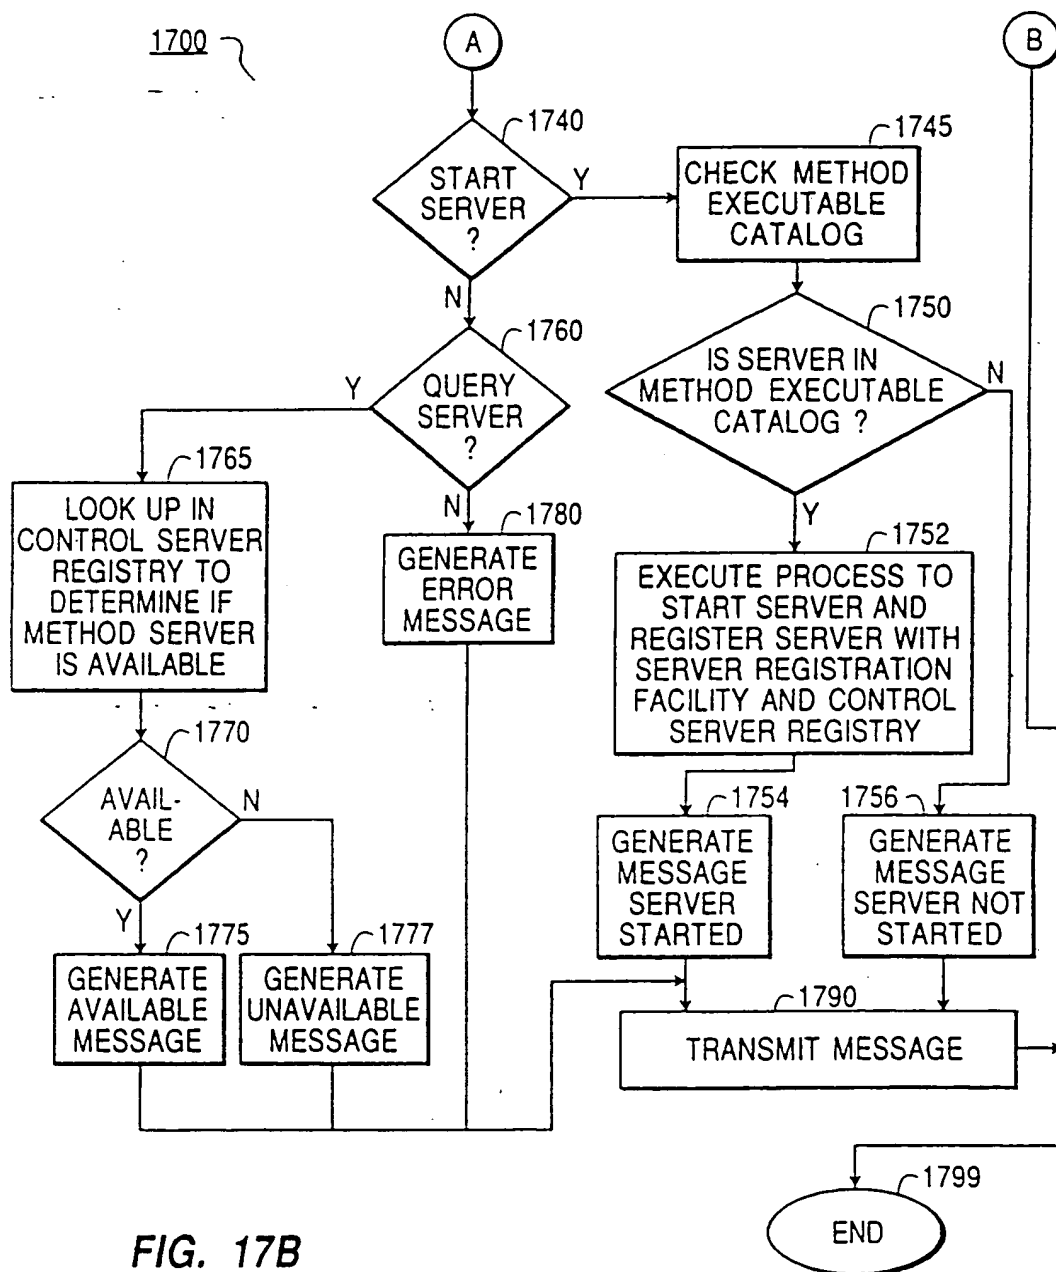 1700
A
B
1740
START
SERVER
?
Y
N
1745
CHECK METHOD
EXECUTABLE
CATALOG
1750
IS SERVER IN
METHOD EXECUTABLE
CATALOG ?
N
Y
1760
QUERY
SERVER
?
Y
N
1765
LOOK UP IN
CONTROL SERVER
REGISTRY TO
DETERMINE IF
METHOD SERVER
IS AVAILABLE
1780
GENERATE
ERROR
MESSAGE
1752
EXECUTE PROCESS TO
START SERVER AND
REGISTER SERVER WITH
SERVER REGISTRATION
FACILITY AND CONTROL
SERVER REGISTRY
1770
AVAIL-
ABLE
?
N
Y
1754
GENERATE
MESSAGE
SERVER
STARTED
1756
GENERATE
MESSAGE
SERVER NOT
STARTED
1775
GENERATE
AVAILABLE
MESSAGE
1777
GENERATE
UNAVAILABLE
MESSAGE
1790
TRANSMIT MESSAGE
1799
END
FIG. 17B